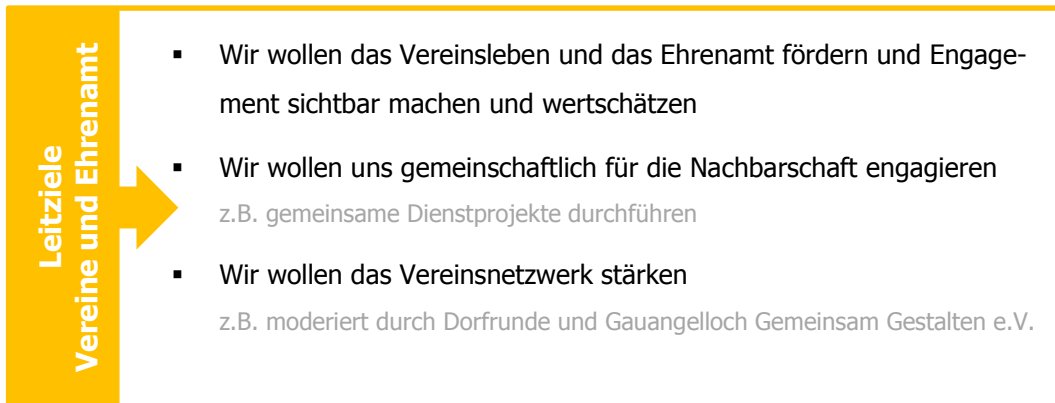 Leitziele
Vereine und Ehrenamt
▪ Wir wollen das Vereinsleben und das Ehrenamt fördern und Engage-
ment sichtbar machen und wertschätzen
▪ Wir wollen uns gemeinschaftlich für die Nachbarschaft engagieren
z.B. gemeinsame Dienstprojekte durchführen
▪ Wir wollen das Vereinsnetzwerk stärken
z.B. moderiert durch Dorfrunde und Gauangelloch Gemeinsam Gestalten e.V.